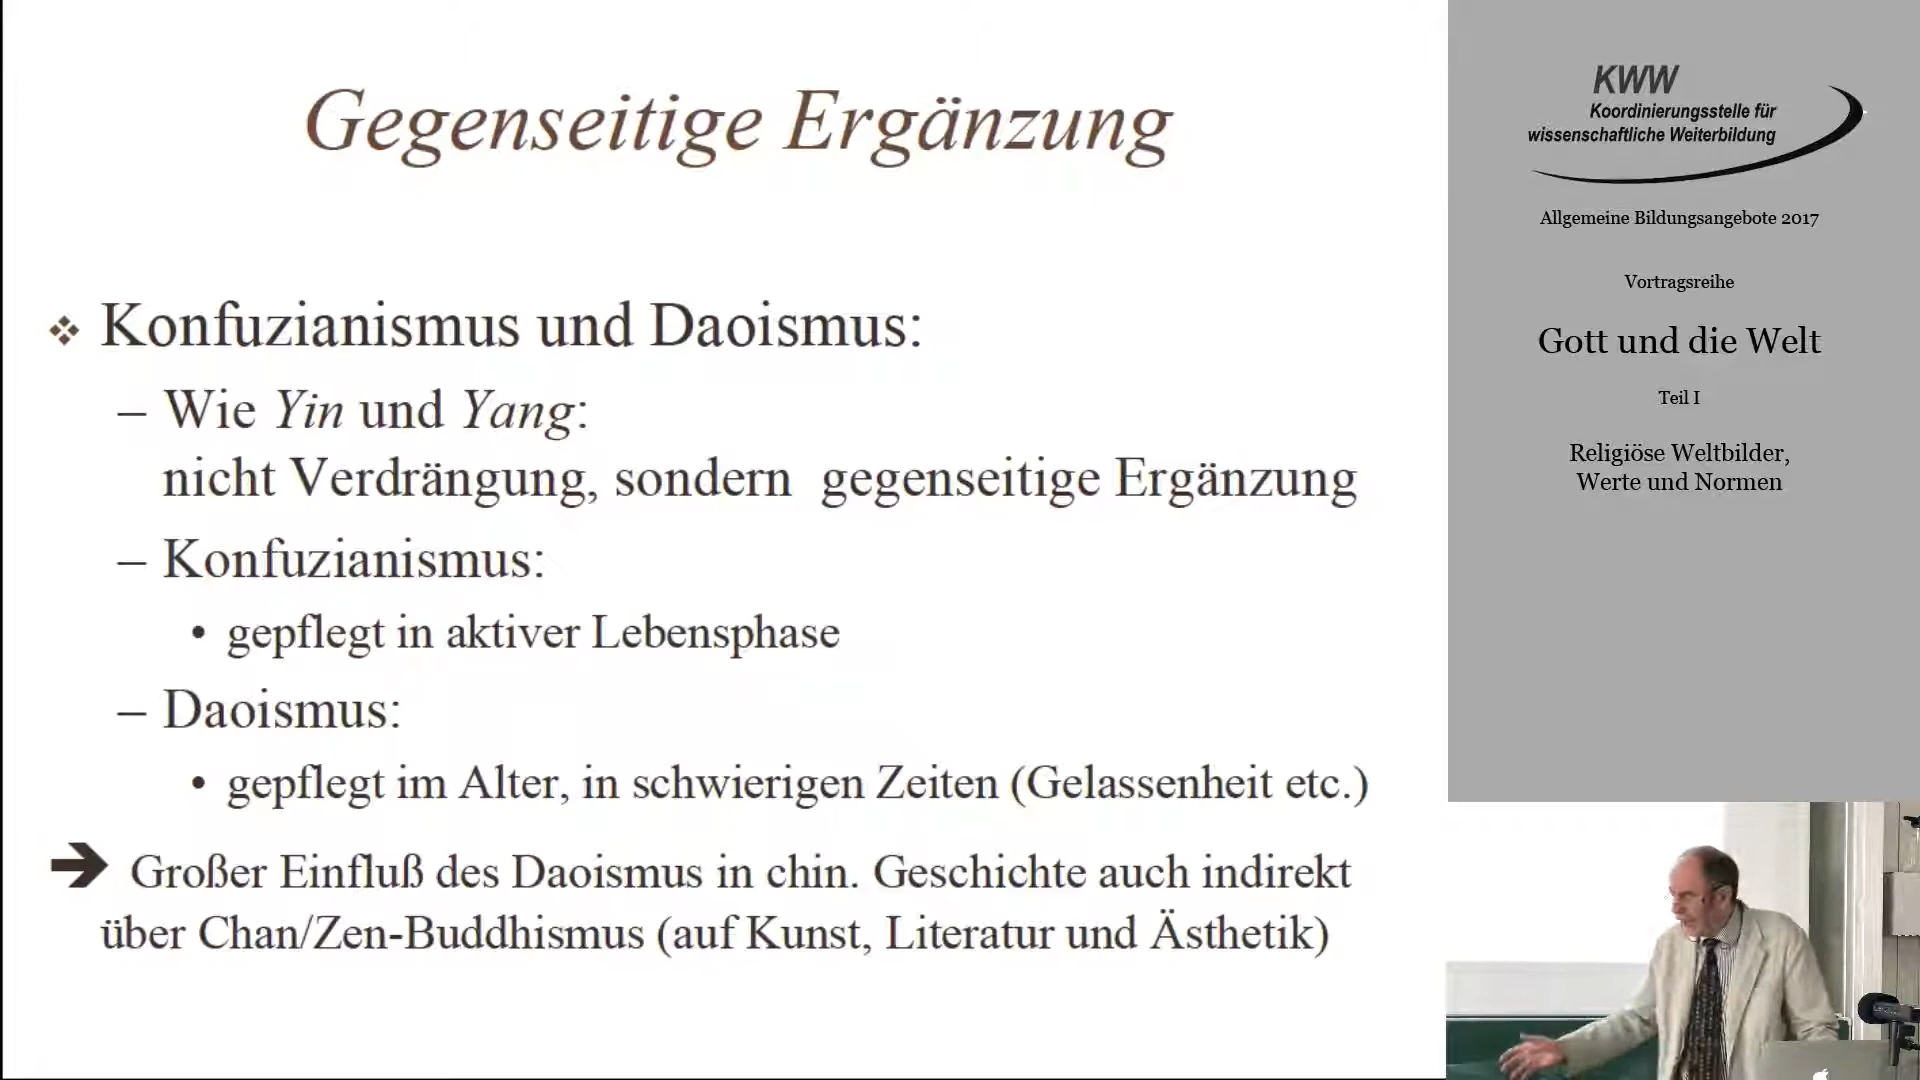 Gegenseitige Ergänzung
Konfuzianismus und Daoismus:
– Wie Yin und Yang:
nicht Verdrängung, sondern gegenseitige Ergänzung
– Konfuzianismus:
• gepflegt in aktiver Lebensphase
– Daoismus:
• gepflegt im Alter, in schwierigen Zeiten (Gelassenheit etc.)
➔ Großer Einfluß des Daoismus in chin. Geschichte auch indirekt
über Chan/Zen-Buddhismus (auf Kunst, Literatur und Ästhetik)
KWW
Koordinierungsstelle für
wissenschaftliche Weiterbildung
Allgemeine Bildungsangebote 2017
Vortragsreihe
Gott und die Welt
Teil I
Religiöse Weltbilder,
Werte und Normen